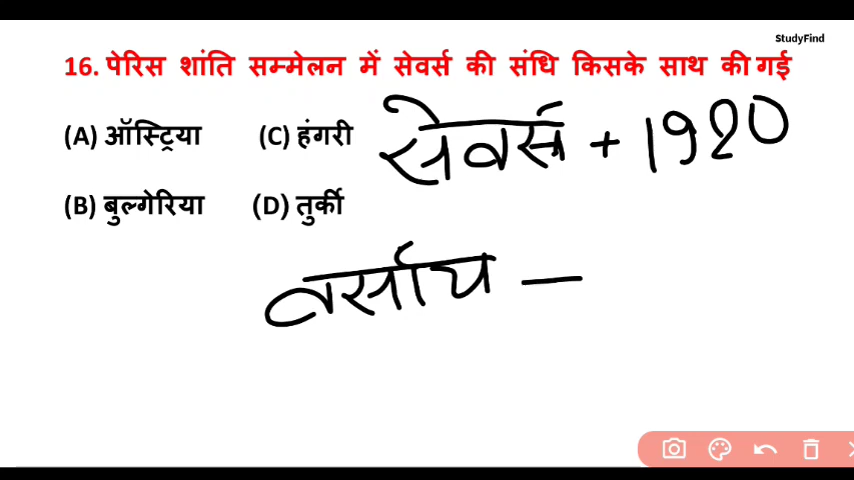 StudyFind
16. पेरिस शांति सम्मेलन में सेवर्स की संधि किसके साथ की गई
(A) ऑस्ट्रिया (C) हंगरी
सेवर्स + 1920
(B) बुल्गेरिया (D) तुर्की
वर्साय —